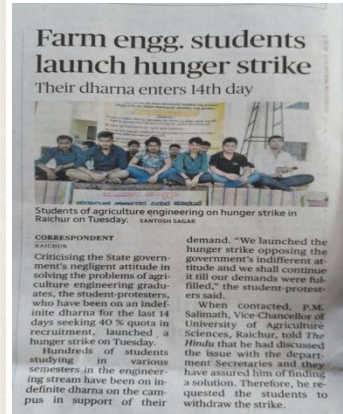 Farm engg. students
launch hunger strike
Their dharna enters 14th day
Students of agriculture engineering on hunger strike in
Raichur on Tuesday. SANTOSH SAGAR
CORRESPONDENT
RAICHUR
Criticising the State govern-
ment's negligent attitude in
solving the problems of agri-
culture engineering gradu-
ates, the student-protesters,
who have been on an indef-
inite dharna for the last 14
days seeking 40 % quota in
recruitment, launched a
hunger strike on Tuesday.
Hundreds of students
studying in various
semesters in the engineer-
ing stream have been on in-
definite dharna on the cam-
pus in support of their
demand. “We launched the
hunger strike opposing the
government's indifferent at-
titude and we shall continue
it till our demands were ful-
filled,” the student-protest-
ers said.
When contacted, P.M.
Salimath, Vice-Chancellor of
University of Agriculture
Sciences, Raichur, told The
Hindu that he had discussed
the issue with the depart-
ment Secretaries and they
have assured him of finding
a solution. Therefore, he re-
quested the students to
withdraw the strike.